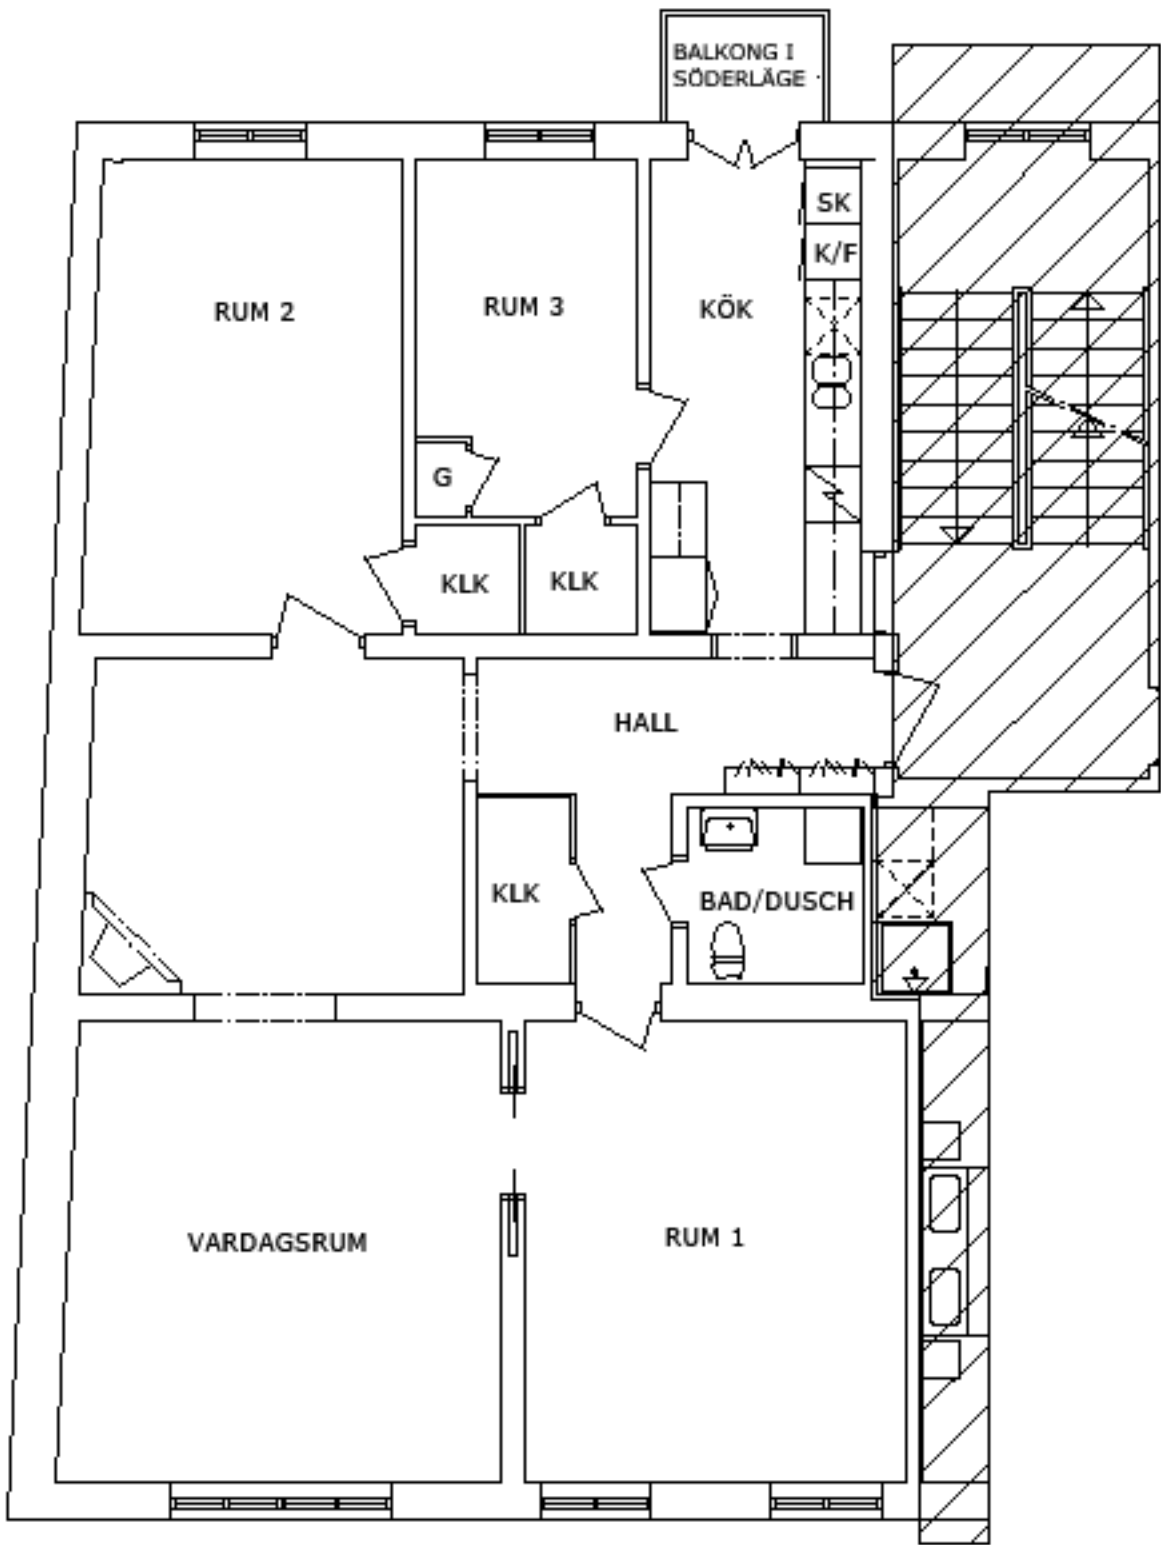 BALKONG I
SÖDERLÄGE
SK
K/F
RUM 2
RUM 3
KÖK
G
KLK
KLK
HALL
KLK
BAD/DUSCH
VARDAGSRUM
RUM 1